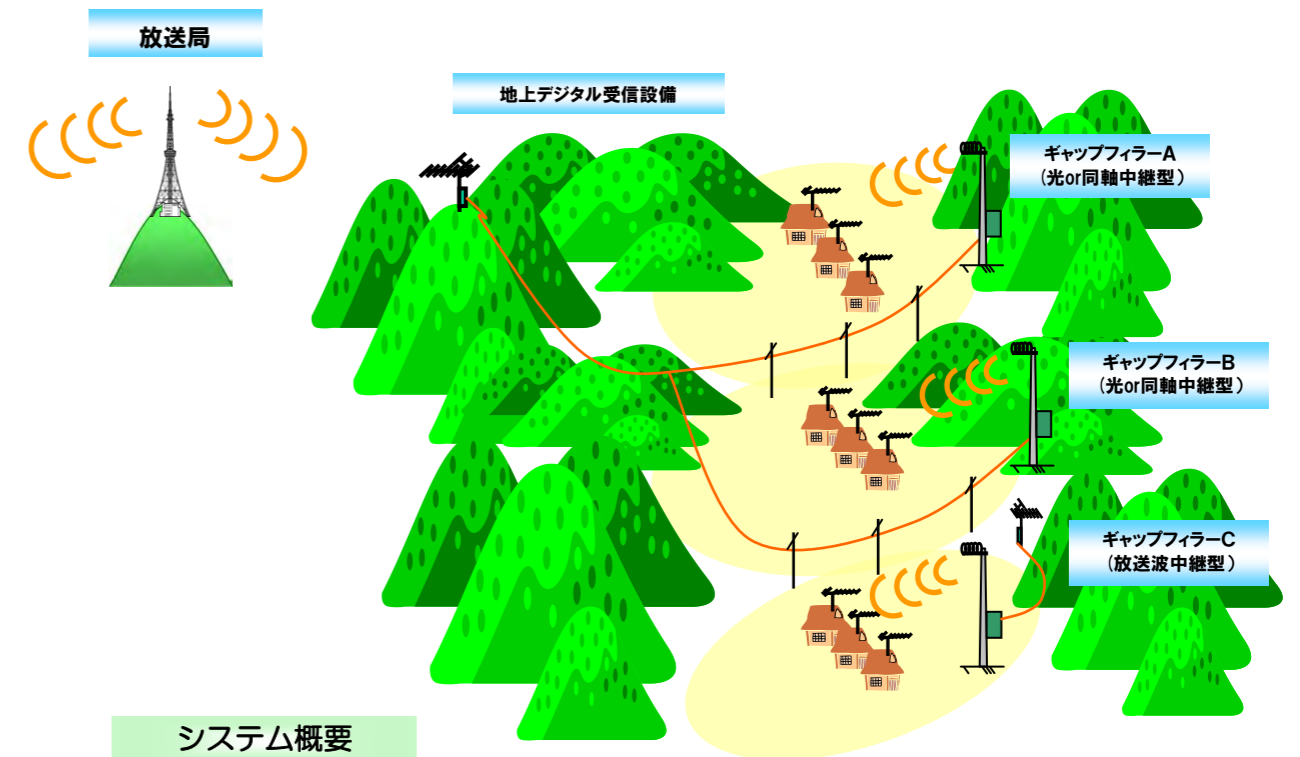 放送局
地上デジタル受信設備
ギャップフィラーA
(光or同軸中継型)
ギャップフィラーB
(光or同軸中継型)
ギャップフィラーC
(放送波中継型)
システム概要